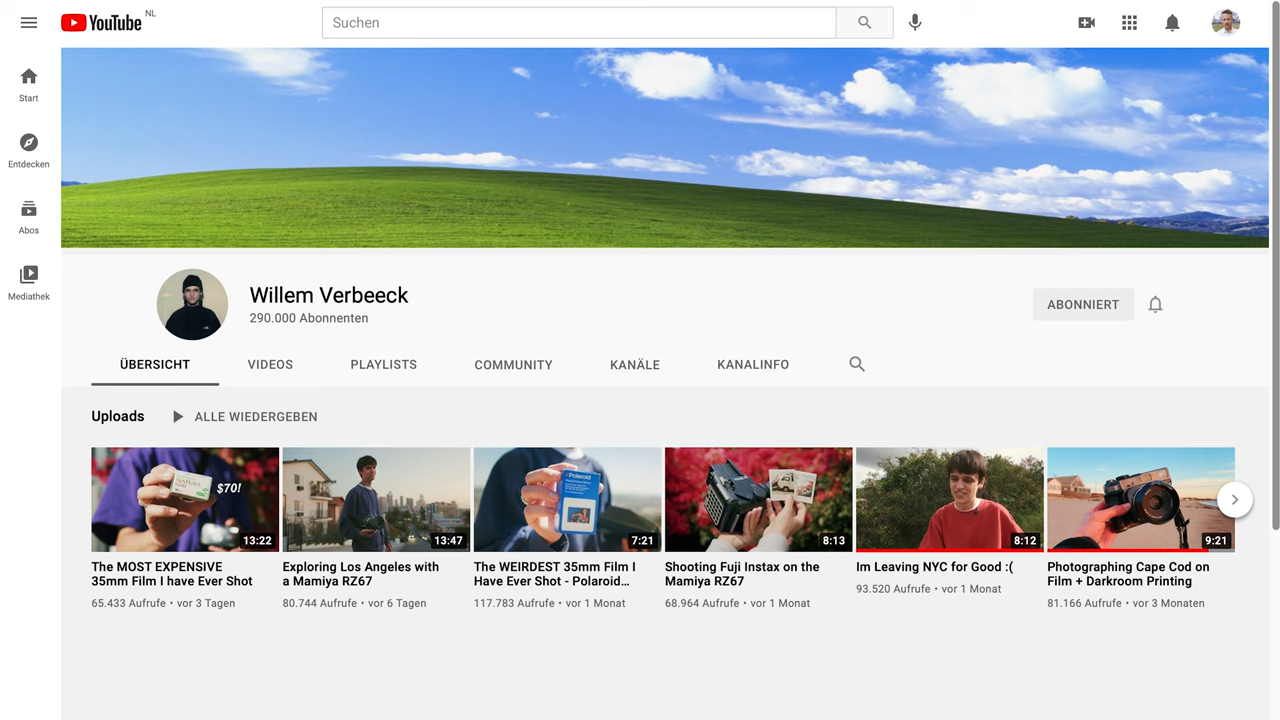 YouTube NL
Suchen
Start
Entdecken
Abos
Mediathek
Willem Verbeeck
290.000 Abonnenten
ABONNIERT
ÜBERSICHT VIDEOS PLAYLISTS COMMUNITY KANÄLE KANALINFO
Uploads ALLE WIEDERGEBEN
$70!
13:22
The MOST EXPENSIVE
35mm Film I have Ever Shot
65.433 Aufrufe • vor 3 Tagen
13:47
Exploring Los Angeles with
a Mamiya RZ67
80.744 Aufrufe • vor 6 Tagen
Polaroid
7:21
The WEIRDEST 35mm Film I
Have Ever Shot - Polaroid…
117.783 Aufrufe • vor 1 Monat
8:13
Shooting Fuji Instax on the
Mamiya RZ67
68.964 Aufrufe • vor 1 Monat
8:12
Im Leaving NYC for Good :(
93.520 Aufrufe • vor 1 Monat
9:21
Exploring Cape Cod on
Film + Darkroom Printing
81.166 Aufrufe • vor 3 Monaten